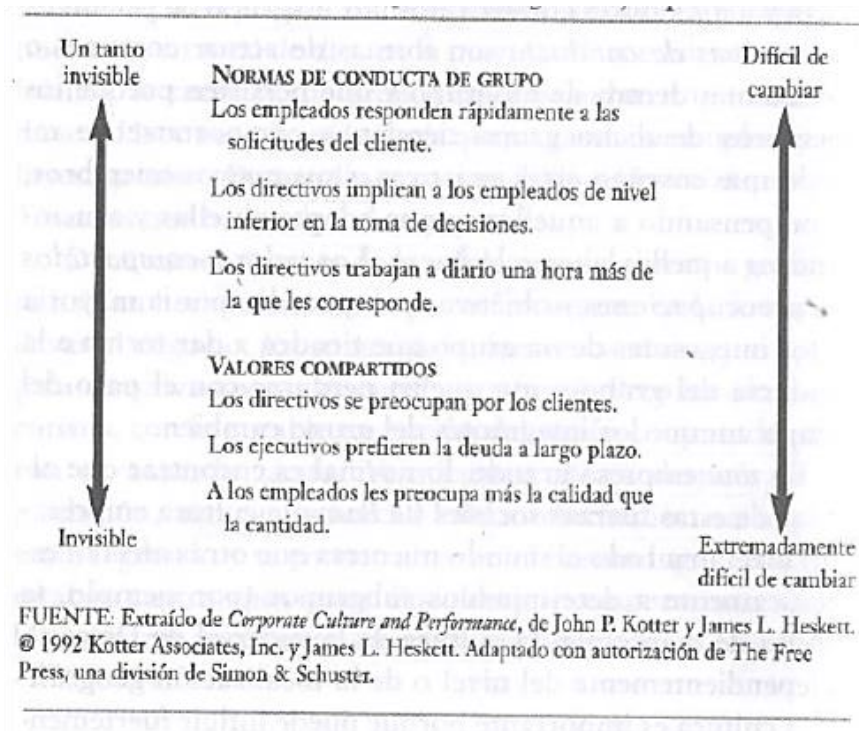 Un tanto
invisible
Difícil de
cambiar
NORMAS DE CONDUCTA DE GRUPO
Los empleados responden rápidamente a las
solicitudes del cliente.
Los directivos implican a los empleados de nivel
inferior en la toma de decisiones.
Los directivos trabajan a diario una hora más de
la que les corresponde.
VALORES COMPARTIDOS
Los directivos se preocupan por los clientes.
Los ejecutivos prefieren la deuda a largo plazo.
A los empleados les preocupa más la calidad que
la cantidad.
Invisible
Extremadamente
difícil de cambiar
FUENTE: Extraído de Corporate Culture and Performance, de John P. Kotter y James L. Heskett.
@ 1992 Kotter Associates, Inc. y James L. Heskett. Adaptado con autorización de The Free
Press, una división de Simon & Schuster.